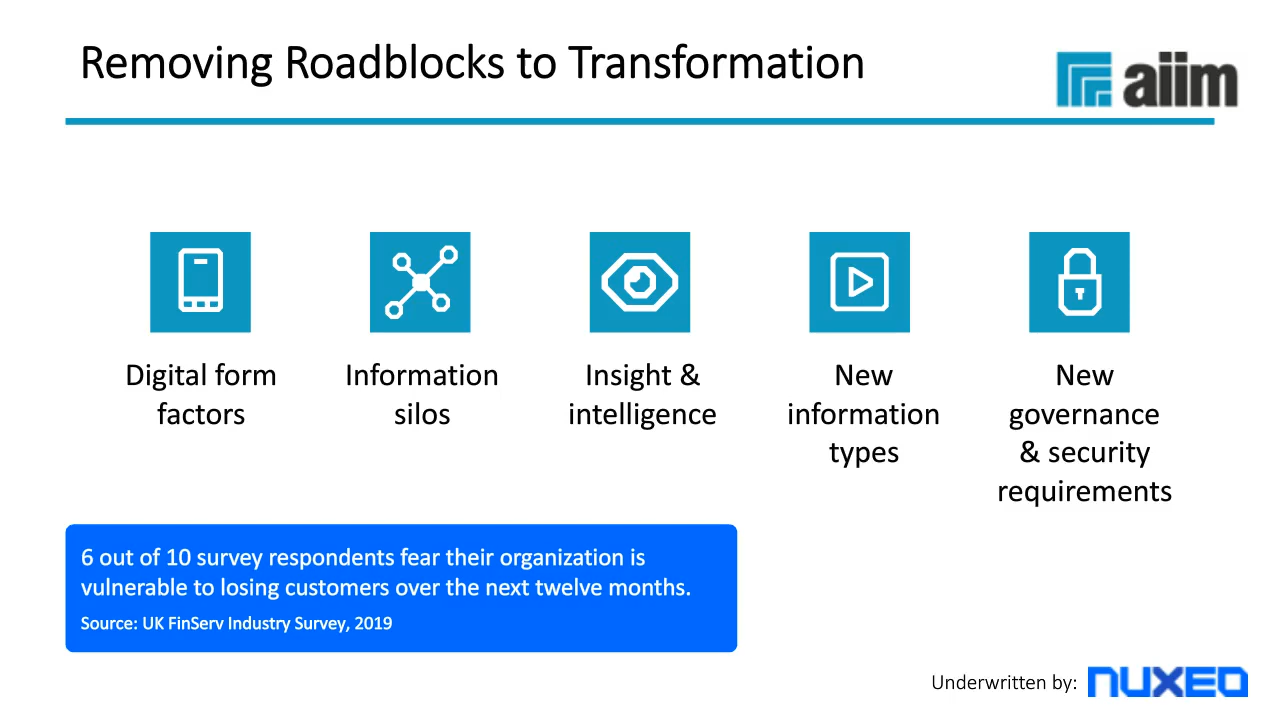 Removing Roadblocks to Transformation
aiim
Digital form
factors
Information
silos
Insight &
intelligence
New
information
types
New
governance
& security
requirements
6 out of 10 survey respondents fear their organization is
vulnerable to losing customers over the next twelve months.
Source: UK FinServ Industry Survey, 2019
Underwritten by: nuxeo